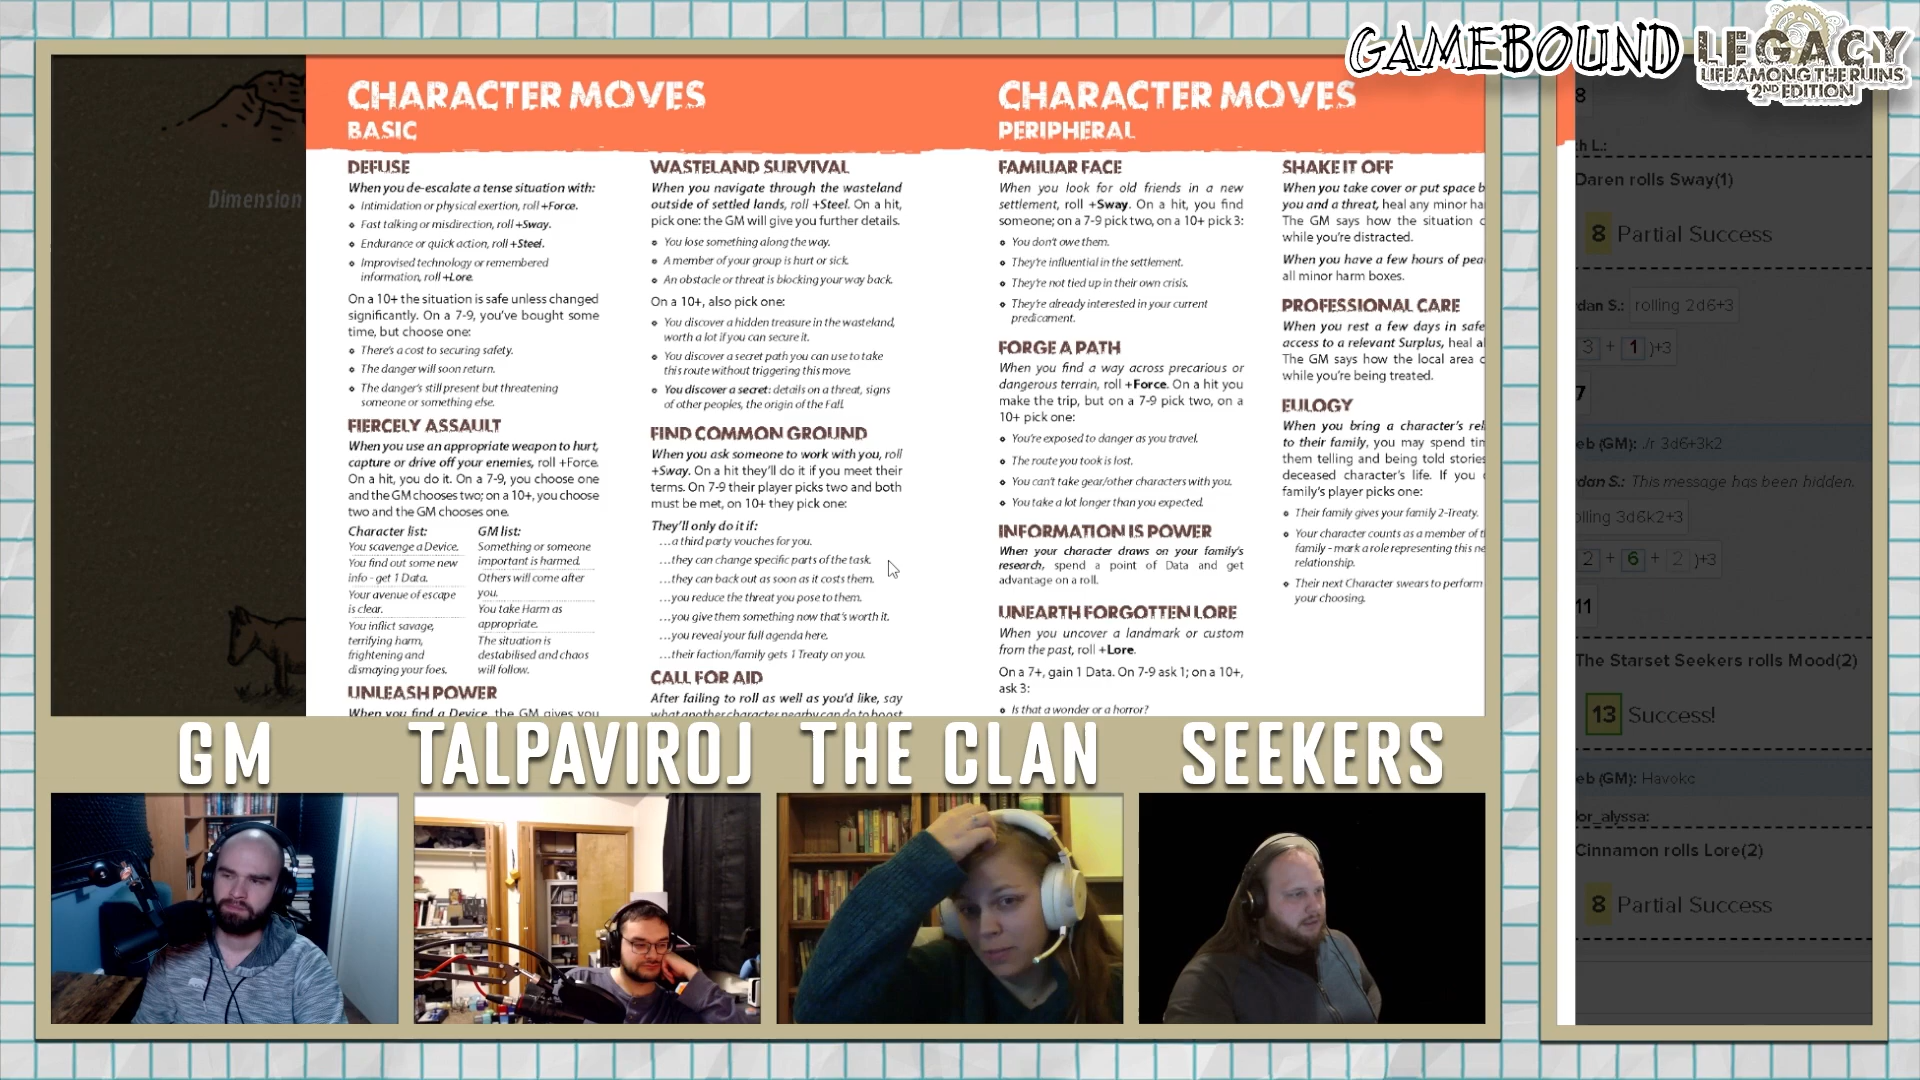 GAMEBOUND
LEGACY
LIFE AMONG THE RUINS
2ND EDITION
Dimension
CHARACTER MOVES
BASIC
DEFUSE
When you de-escalate a tense situation with:
Intimidation or physical exertion, roll +Force.
Fast talking or misdirection, roll +Sway.
Endurance or quick action, roll +Steel.
Improvised technology or remembered
information, roll +Lore.
On a 10+ the situation is safe unless changed
significantly. On a 7-9, you've bought some
time, but choose one:
There's a cost to securing safety.
The danger will soon return.
The danger's still present but threatening
someone or something else.
FIERCELY ASSAULT
When you use an appropriate weapon to hurt,
capture or drive off your enemies, roll +Force.
On a hit, you do it. On a 7-9, you choose one
and the GM chooses two; on a 10+, you choose
two and the GM chooses one.
Character list:
You scavenge a Device.
You find out some new
info - get 1 Data.
Your avenue of escape
is clear.
You inflict savage,
terrifying harm,
frightening and
dismaying your foes.
GM list:
Something or someone
important is harmed.
Others will come after
you.
You take Harm as
appropriate.
The situation is
destabilised and chaos
will follow.
UNLEASH POWER
When you find a Device, the GM gives you
WASTELAND SURVIVAL
When you navigate through the wasteland
outside of settled lands, roll +Steel. On a hit,
pick one: the GM will give you further details.
You lose something along the way.
A member of your group is hurt or sick.
An obstacle or threat is blocking your way back.
On a 10+, also pick one:
You discover a hidden treasure in the wasteland,
worth a lot if you can secure it.
You discover a secret path you can use to take
this route without triggering this move.
You discover a secret: details on a threat, signs
of other peoples, the origin of the Fall.
FIND COMMON GROUND
When you ask someone to work with you, roll
+Sway. On a hit they'll do it if you meet their
terms. On 7-9 their player picks two and both
must be met, on 10+ they pick one:
They'll only do it if:
…a third party vouches for you.
…they can change specific parts of the task.
…they can back out as soon as it costs them.
…you reduce the threat you pose to them.
…you give them something now that's worth it.
…you reveal your full agenda here.
…their faction/family gets 1 Treaty on you.
CALL FOR AID
After failing to roll as well as you'd like, say
what another character nearby can do to boost
CHARACTER MOVES
PERIPHERAL
FAMILIAR FACE
When you look for old friends in a new
settlement, roll +Sway. On a hit, you find
someone; on a 7-9 pick two, on a 10+ pick 3:
You don't owe them.
They're influential in the settlement.
They're not tied up in their own crisis.
They're already interested in your current
predicament.
FORGE A PATH
When you find a way across precarious or
dangerous terrain, roll +Force. On a hit you
make the trip, but on a 7-9 pick two, on a
10+ pick one:
You're exposed to danger as you travel.
The route you took is lost.
You can't take gear/other characters with you.
You take a lot longer than you expected.
INFORMATION IS POWER
When your character draws on your family's
research, spend a point of Data and get
advantage on a roll.
UNEARTH FORGOTTEN LORE
When you uncover a landmark or custom
from the past, roll +Lore.
On a 7+, gain 1 Data. On 7-9 ask 1; on a 10+,
ask 3:
Is that a wonder or a horror?
SHAKE IT OFF
When you take cover or put space b
you and a threat, heal any minor ha
The GM says how the situation c
while you're distracted.
When you have a few hours of pea
all minor harm boxes.
PROFESSIONAL CARE
When you rest a few days in safe
access to a relevant Surplus, heal al
The GM says how the local area c
while you're being treated.
EULOGY
When you bring a character's rel
to their family, you may spend tim
them telling and being told stories
deceased character's life. If you
family's player picks one:
Their family gives your family 2-Treaty.
Your character counts as a member of t
family - mark a role representing this ne
relationship.
Their next Character swears to perform
your choosing.
8
:h L.:
Daren rolls Sway(1)
8 Partial Success
rdan S.: rolling 2d6+3
3 + 1 )+3
7
eb (GM): ./r 3d6+3k2
rdan S.: This message has been hidden.
olling 3d6k2+3
2 + 6 + 2 )+3
11
The Starset Seekers rolls Mood(2)
13 Success!
eb (GM): Havokc
or_alyssa:
Cinnamon rolls Lore(2)
8 Partial Success
GM
TALPAVIROJ
THE CLAN
SEEKERS